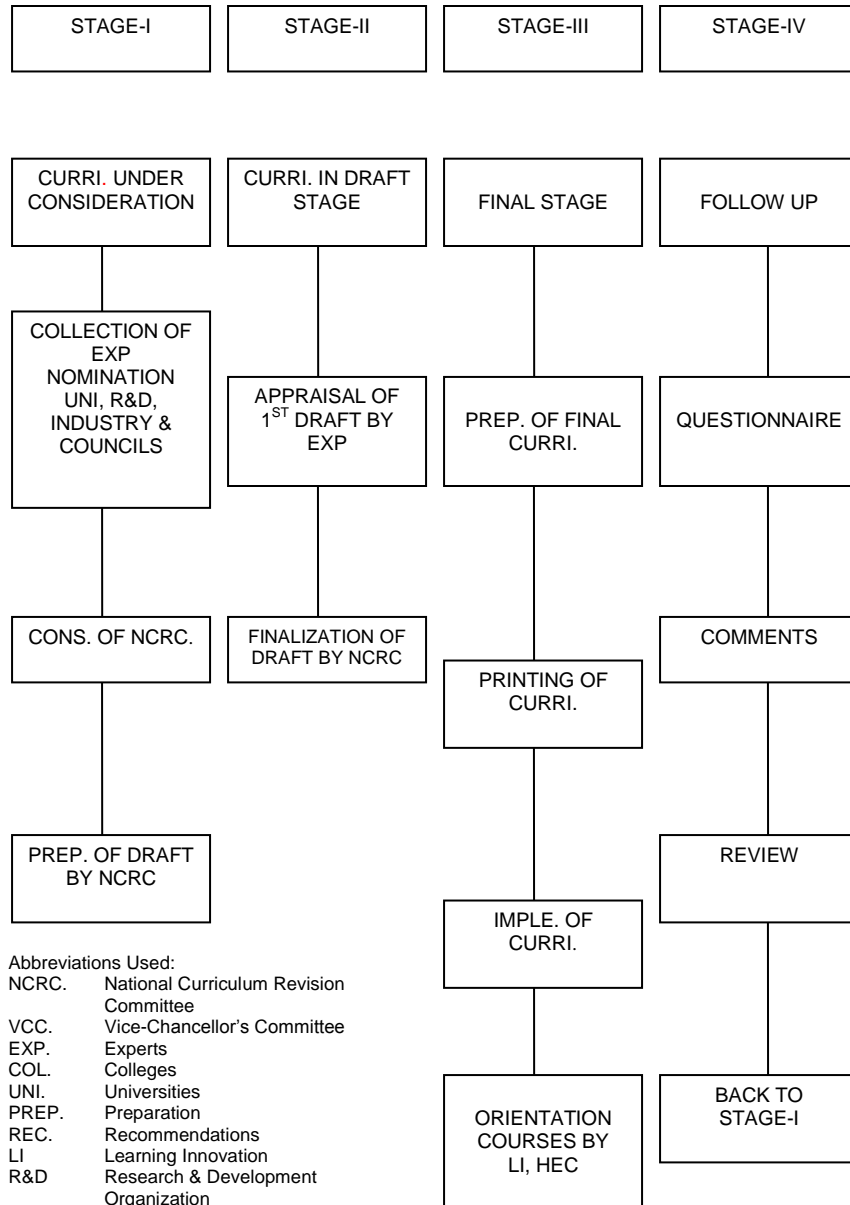 STAGE-I
STAGE-II
STAGE-III
STAGE-IV
CURRI. UNDER
CONSIDERATION
CURRI. IN DRAFT
STAGE
FINAL STAGE
FOLLOW UP
COLLECTION OF
EXP
NOMINATION
UNI, R&D,
INDUSTRY &
COUNCILS
APPRAISAL OF
1ST DRAFT BY
EXP
PREP. OF FINAL
CURRI.
QUESTIONNAIRE
CONS. OF NCRC.
FINALIZATION OF
DRAFT BY NCRC
COMMENTS
PRINTING OF
CURRI.
PREP. OF DRAFT
BY NCRC
REVIEW
IMPLE. OF
CURRI.
BACK TO
STAGE-I
ORIENTATION
COURSES BY
LI, HEC
Abbreviations Used:
NCRC. National Curriculum Revision
Committee
VCC. Vice-Chancellor’s Committee
EXP. Experts
COL. Colleges
UNI. Universities
PREP. Preparation
REC. Recommendations
LI Learning Innovation
R&D Research & Development
Organization